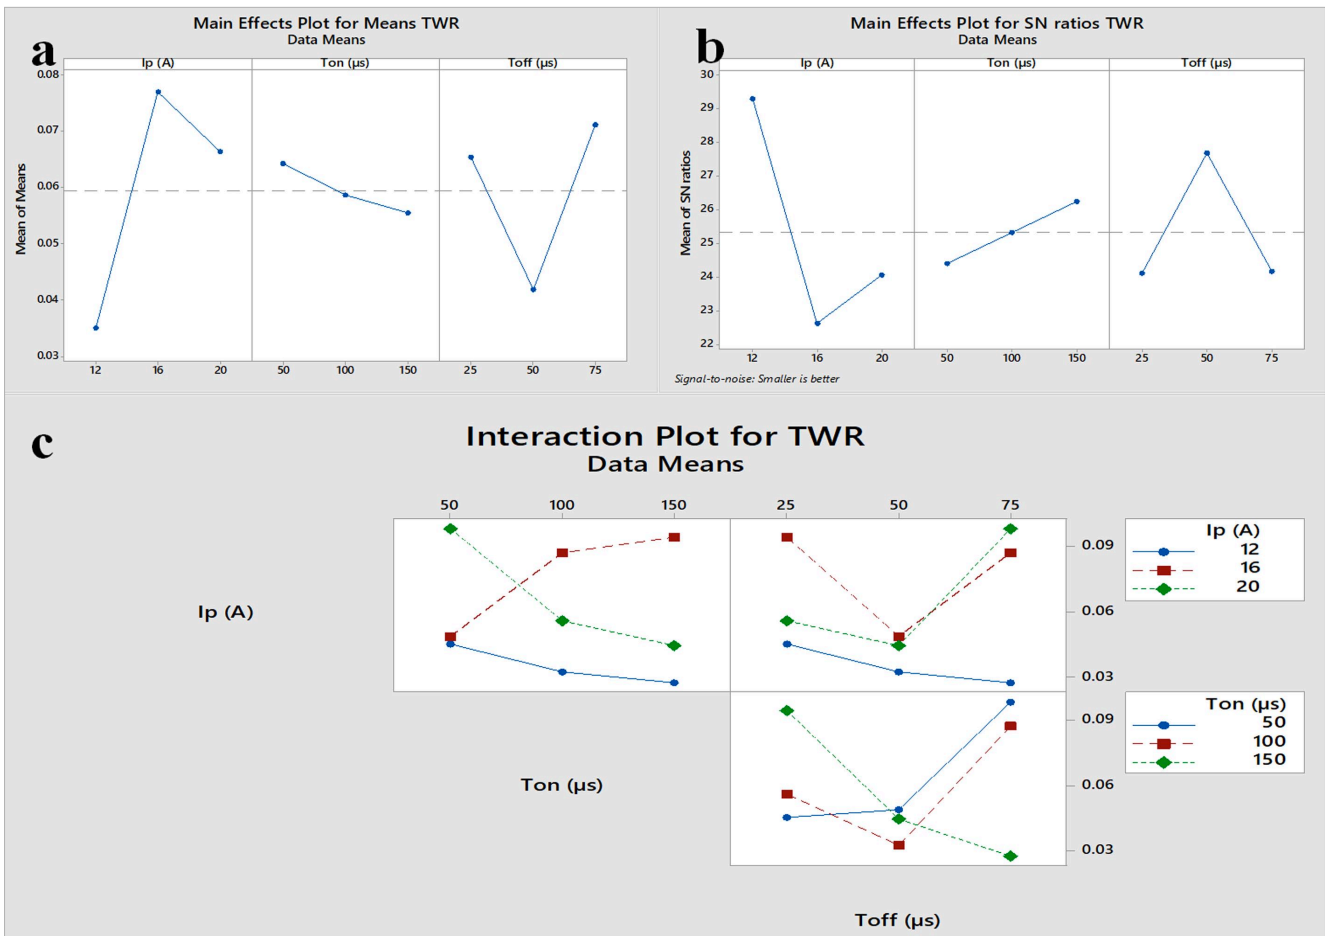 a
Main Effects Plot for Means TWR
Data Means
Ip (A) Ton (µs) Toff (µs)
Mean of Means
0.08
0.07
0.06
0.05
0.04
0.03
12 16 20 50 100 150 25 50 75
b
Main Effects Plot for SN ratios TWR
Data Means
Ip (A) Ton (µs) Toff (µs)
Mean of SN ratios
30
29
28
27
26
25
24
23
22
12 16 20 50 100 150 25 50 75
Signal-to-noise: Smaller is better
c
Interaction Plot for TWR
Data Means
50 100 150 25 50 75
Ip (A)
0.09
0.06
0.03
Ip (A)
12
16
20
Ton (µs)
0.09
0.06
0.03
Ton (µs)
50
100
150
Toff (µs)